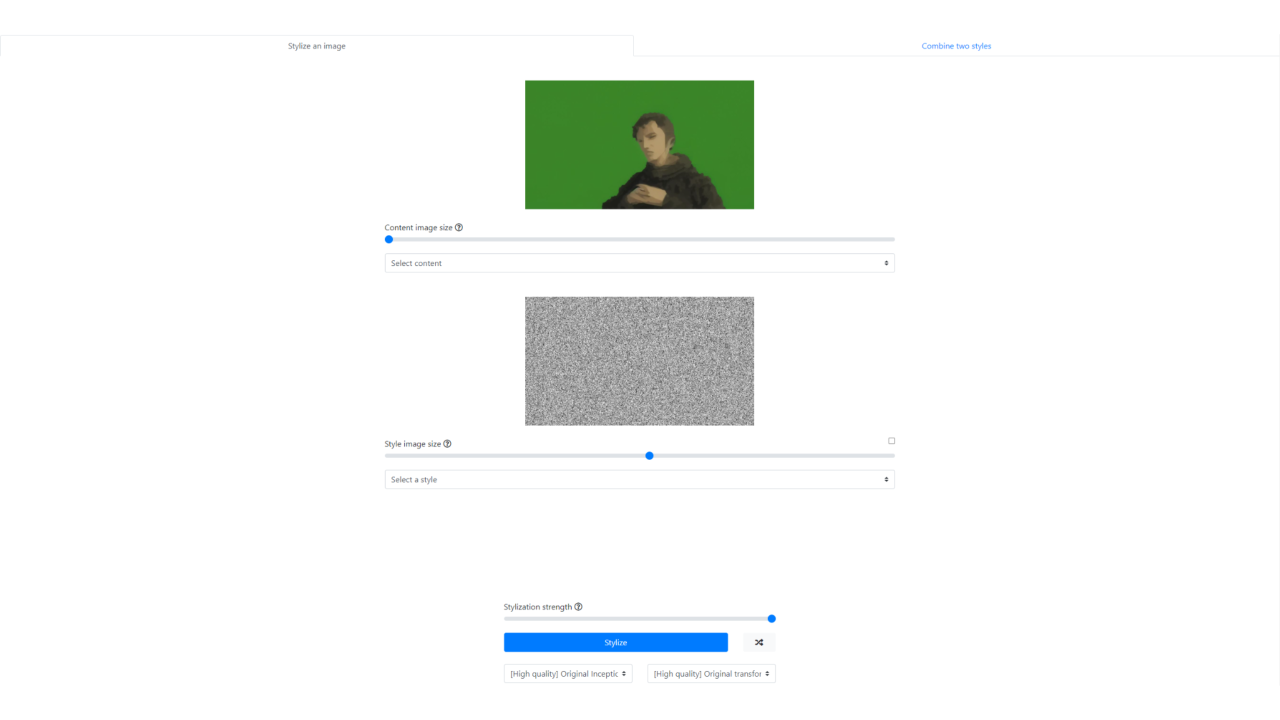 Stylize an image
Combine two styles
Content image size
Select content
Style image size
Select a style
Stylization strength
Stylize
[High quality] Original Inceptic
[High quality] Original transfor